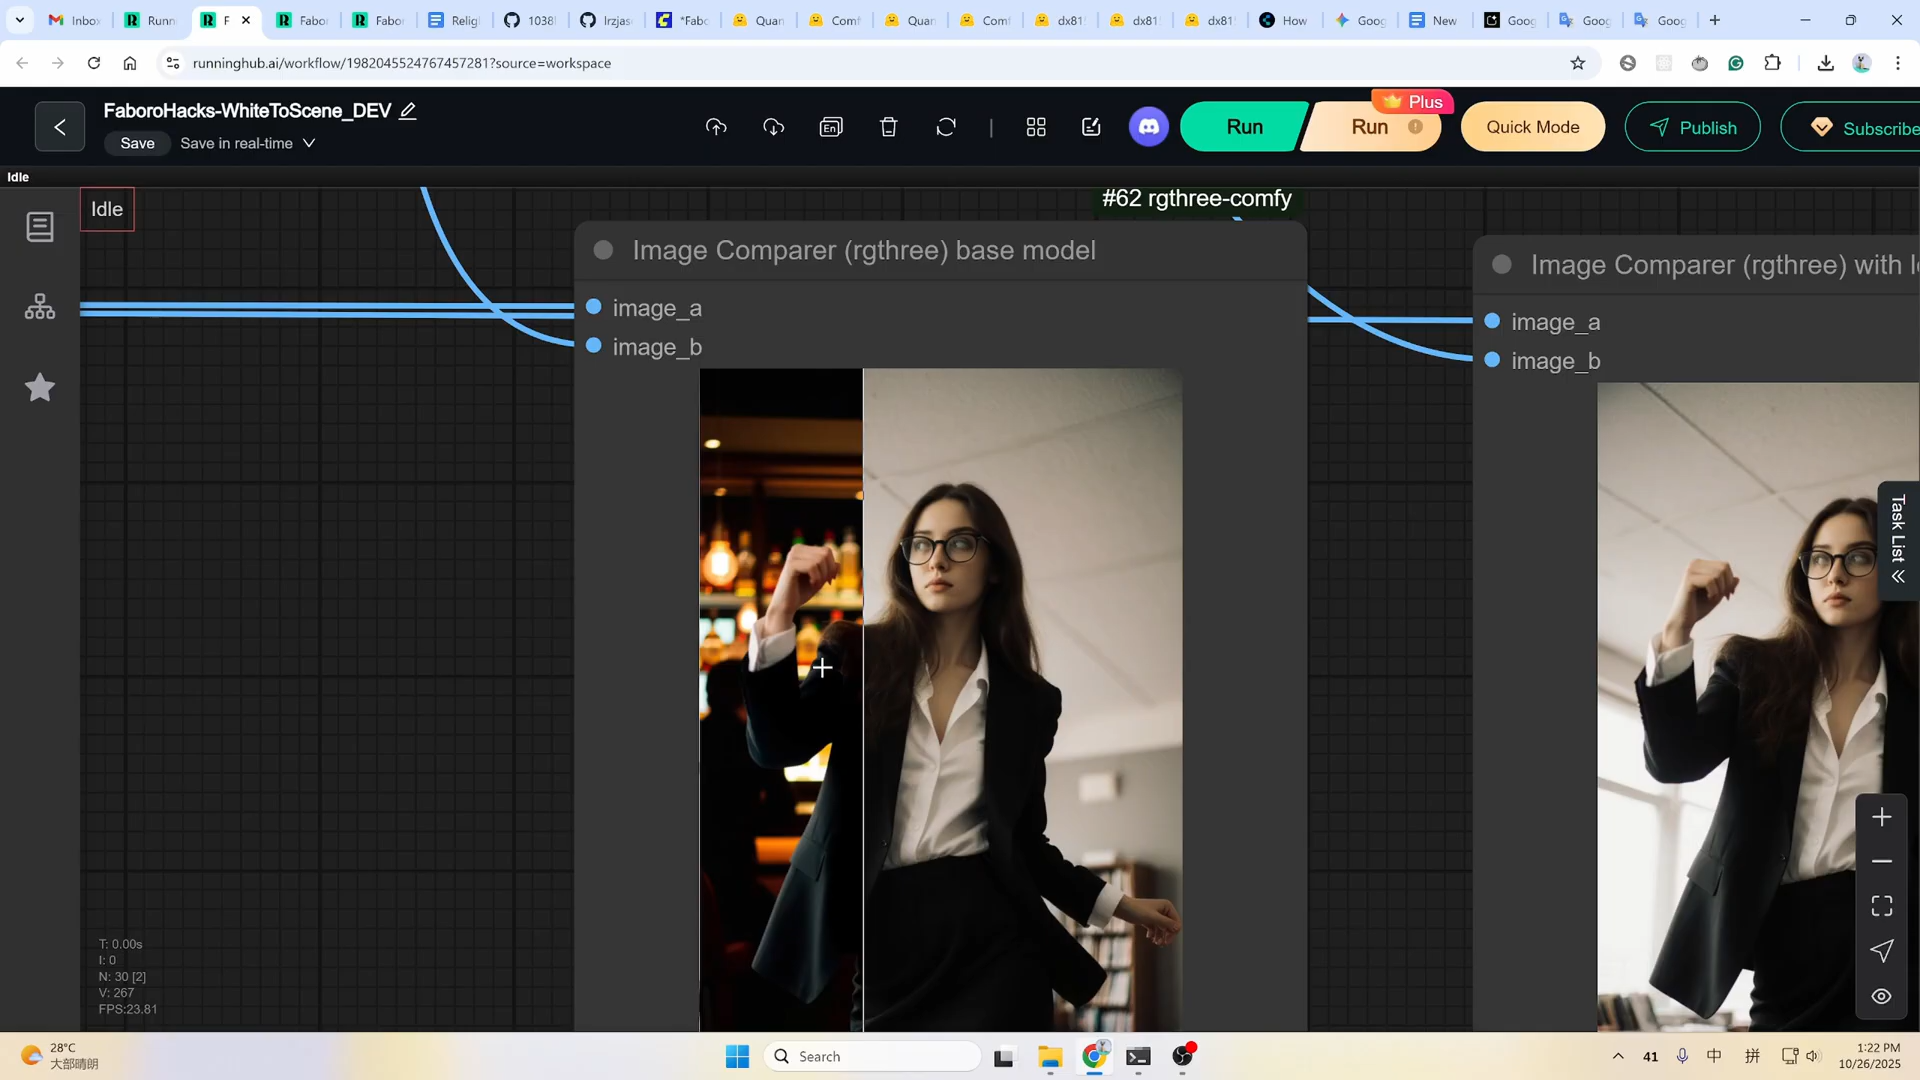 Inbo
Runn
F
Fabor
Fabor
Relig
1038
lrzjas
*Fabc
Quan
Comf
Quan
Comf
dx81
dx81
dx81
How
Goog
New
Goog
Goog
Goog
runninghub.ai/workflow/1982045524767457281?source=workspace
FaboroHacks-WhiteToScene_DEV
Save
Save in real-time
En
Run
Run
Plus
Quick Mode
Publish
Subscribe
Idle
Idle
#62 rgthree-comfy
Image Comparer (rgthree) base model
image_a
image_b
Image Comparer (rgthree) with l
image_a
image_b
Task List
T: 0.00s
I: 0
N: 30 [2]
V: 267
FPS:23.81
28°C
大部晴朗
Search
41
中
拼
1:22 PM
10/26/2025